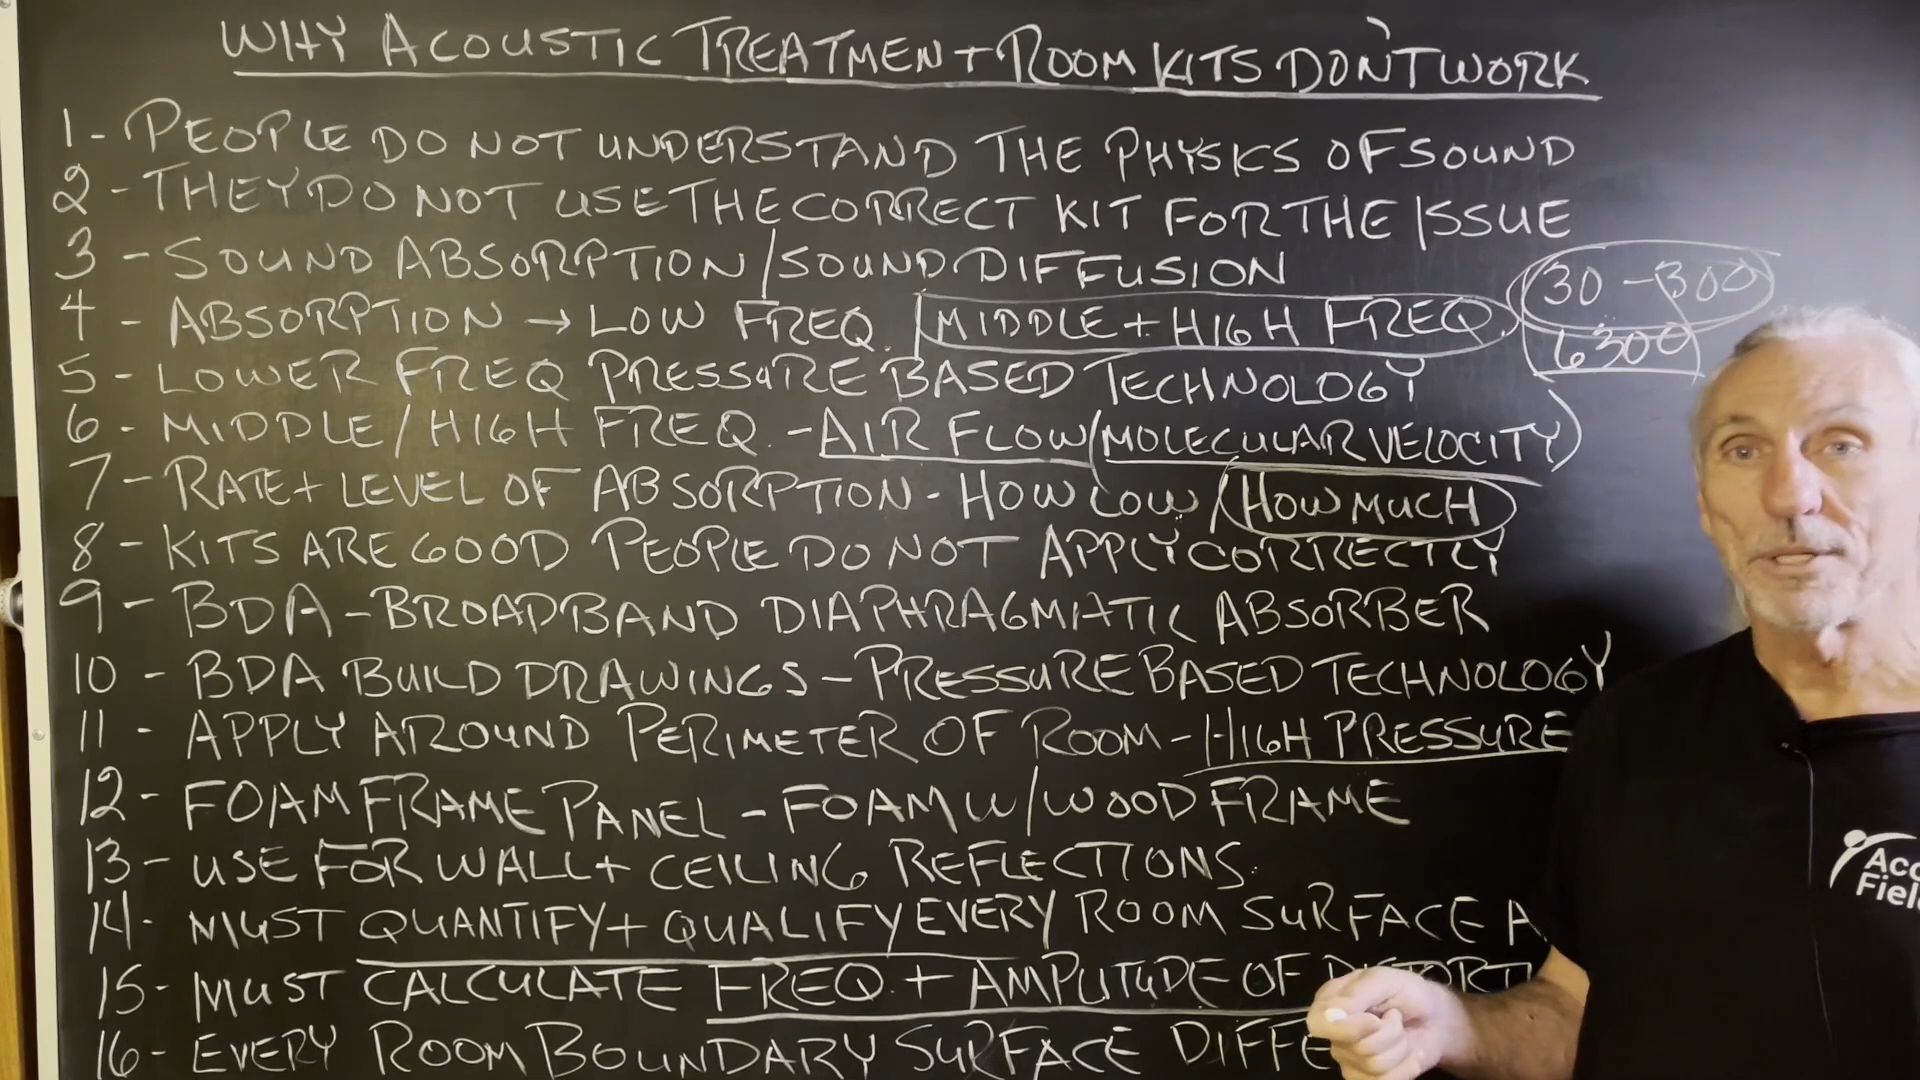 WHY ACOUSTIC TREATMENT + ROOM KITS DON'T WORK
1 - PEOPLE DO NOT UNDERSTAND THE PHYSICS OF SOUND
2 - THEY DO NOT USE THE CORRECT KIT FOR THE ISSUE
3 - SOUND ABSORPTION / SOUND DIFFUSION
30 - 300
4 - ABSORPTION → LOW FREQ. / MIDDLE + HIGH FREQ.
6300
5 - LOWER FREQ PRESSURE BASED TECHNOLOGY
6 - MIDDLE / HIGH FREQ. - AIR FLOW (MOLECULAR VELOCITY)
7 - RATE + LEVEL OF ABSORPTION - HOW LOW / HOW MUCH
8 - KITS ARE GOOD PEOPLE DO NOT APPLY CORRECTLY
9 - BDA - BROADBAND DIAPHRAGMATIC ABSORBER
10 - BDA BUILD DRAWINGS - PRESSURE BASED TECHNOLOGY
11 - APPLY AROUND PERIMETER OF ROOM - HIGH PRESSURE
12 - FOAM FRAME PANEL - FOAM W/ WOOD FRAME
13 - USE FOR WALL + CEILING REFLECTIONS.
14 - MUST QUANTIFY + QUALIFY EVERY ROOM SURFACE A
15 - MUST CALCULATE FREQ. + AMPLITUDE OF DISTORTI
16 - EVERY ROOM BOUNDARY SURFACE DIFFE
Aco
Fiel